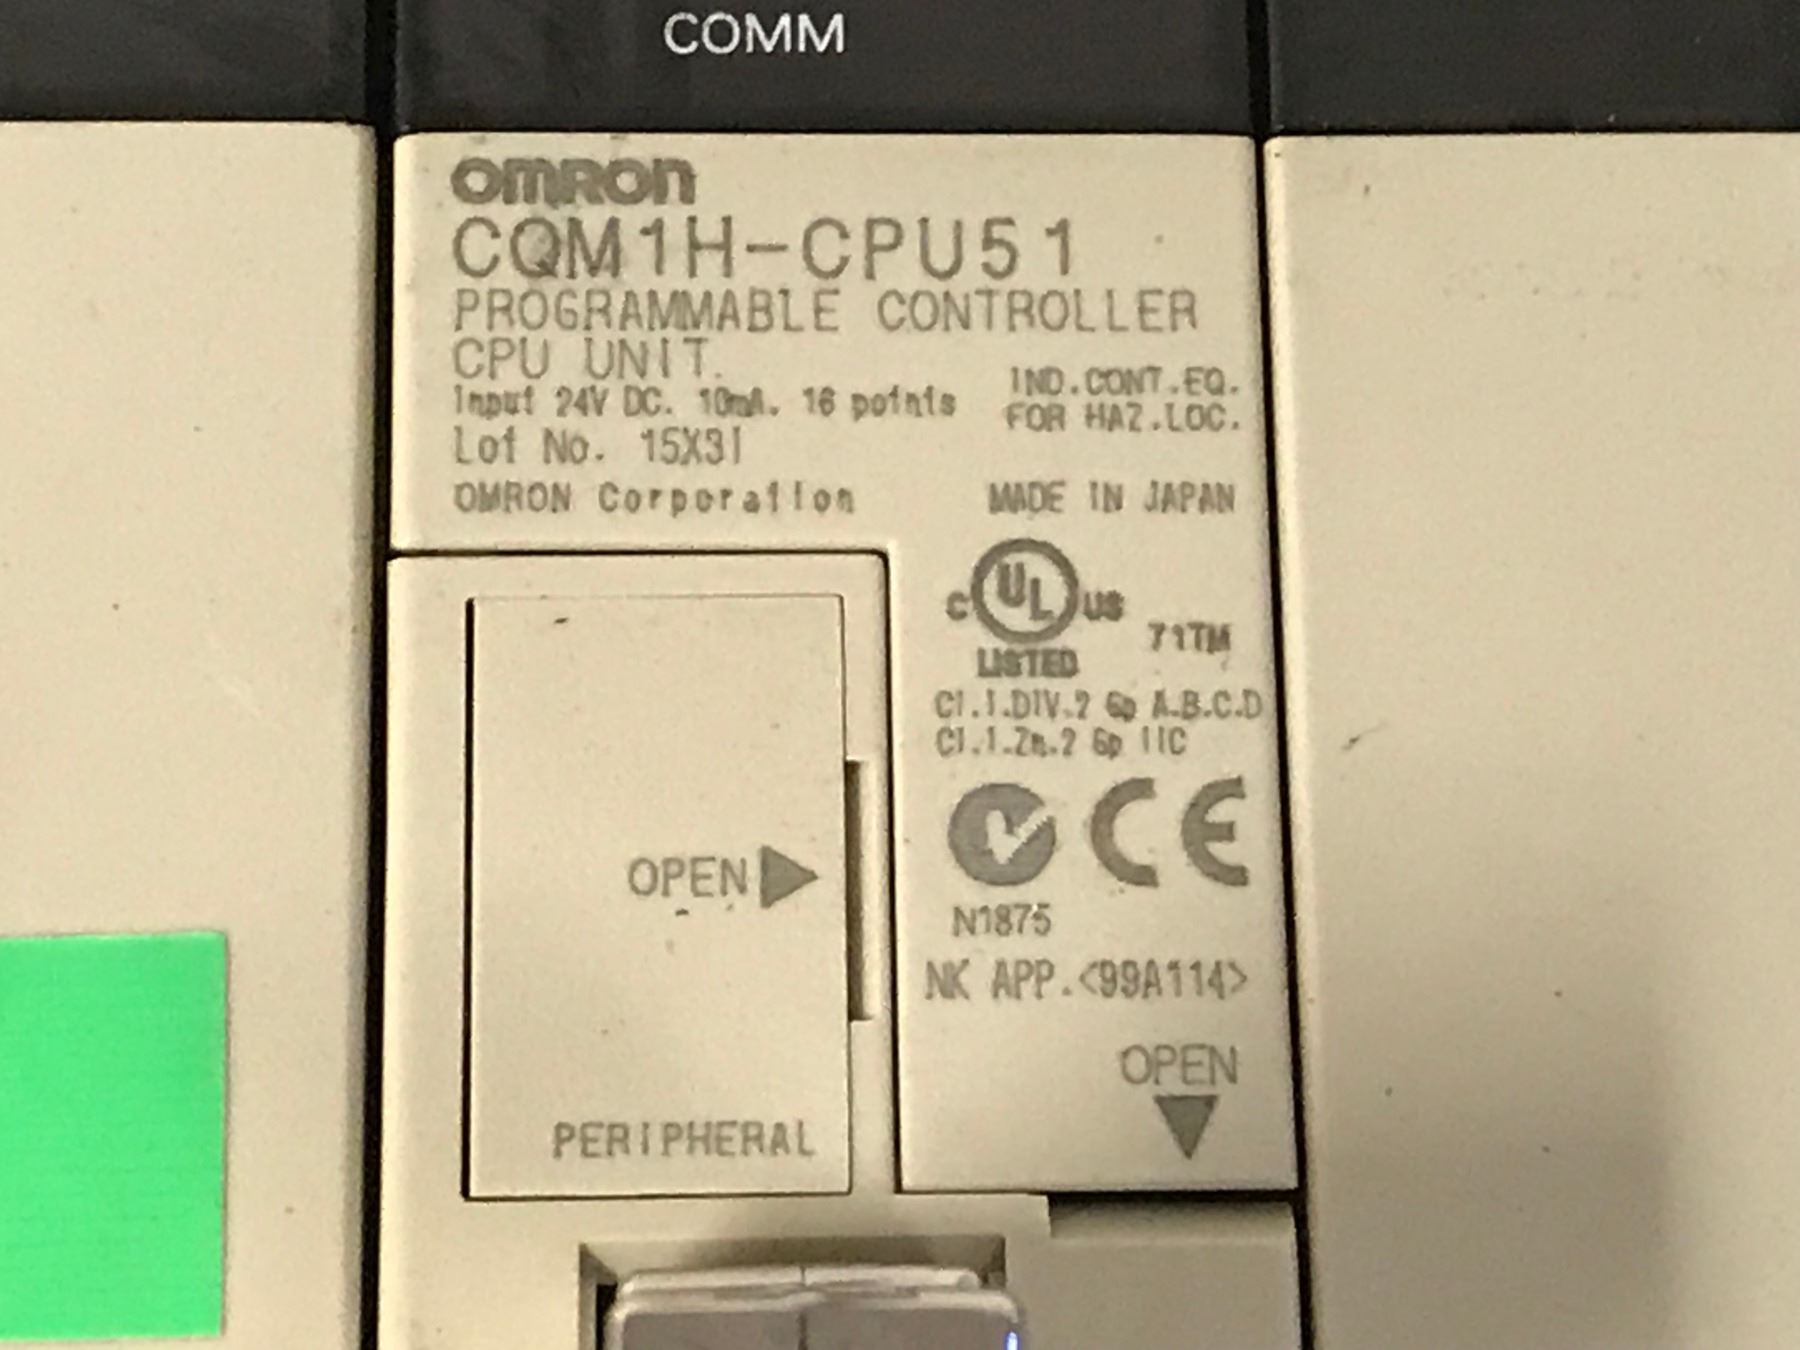 COMM
OMRON
CQM1H-CPU51
PROGRAMMABLE CONTROLLER
CPU UNIT.
Input 24V DC. 10mA. 16 points
IND.CONT.EQ.
FOR HAZ.LOC.
Lot No. 15X3I
OMRON Corporation
MADE IN JAPAN
C UL US
LISTED
71TM
Cl.1.DIV.2 Gp A.B.C.D
Cl.1.Zn.2 Gp IIC
CE
N1875
NK APP.<99A114>
OPEN
OPEN
PERIPHERAL